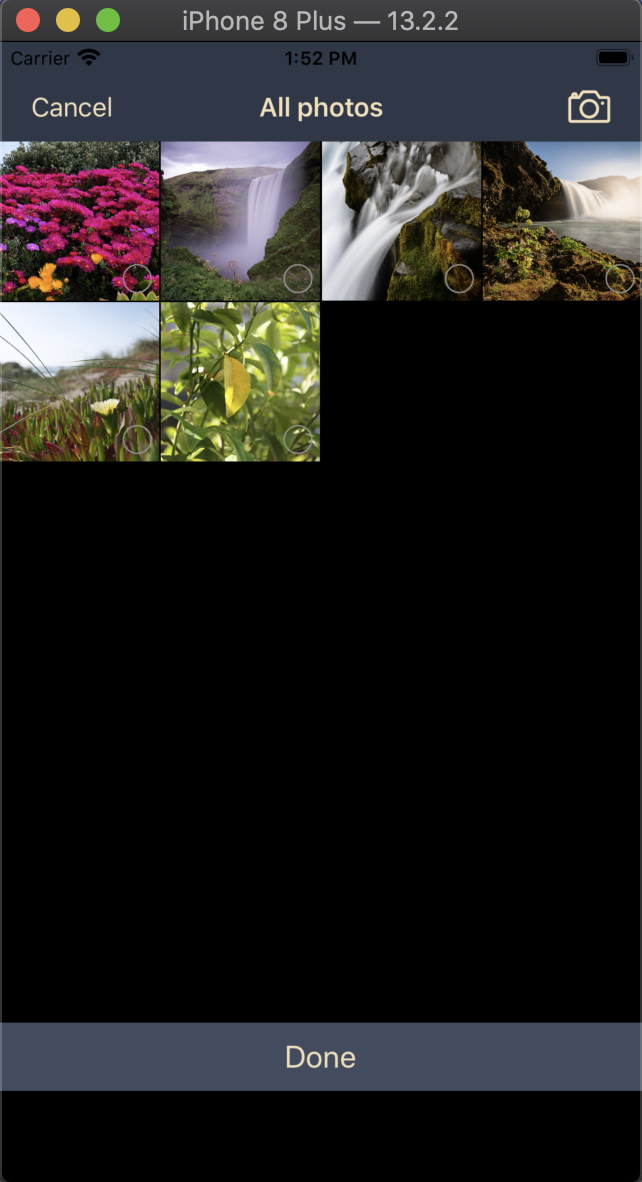 iPhone 8 Plus — 13.2.2
Carrier 1:52 PM
Cancel All photos
Done